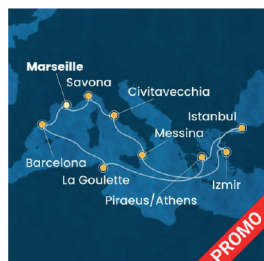 Marseille
Savona
Civitavecchia
Istanbul
Messina
Barcelona
La Goulette
Izmir
Piraeus/Athens
PROMO